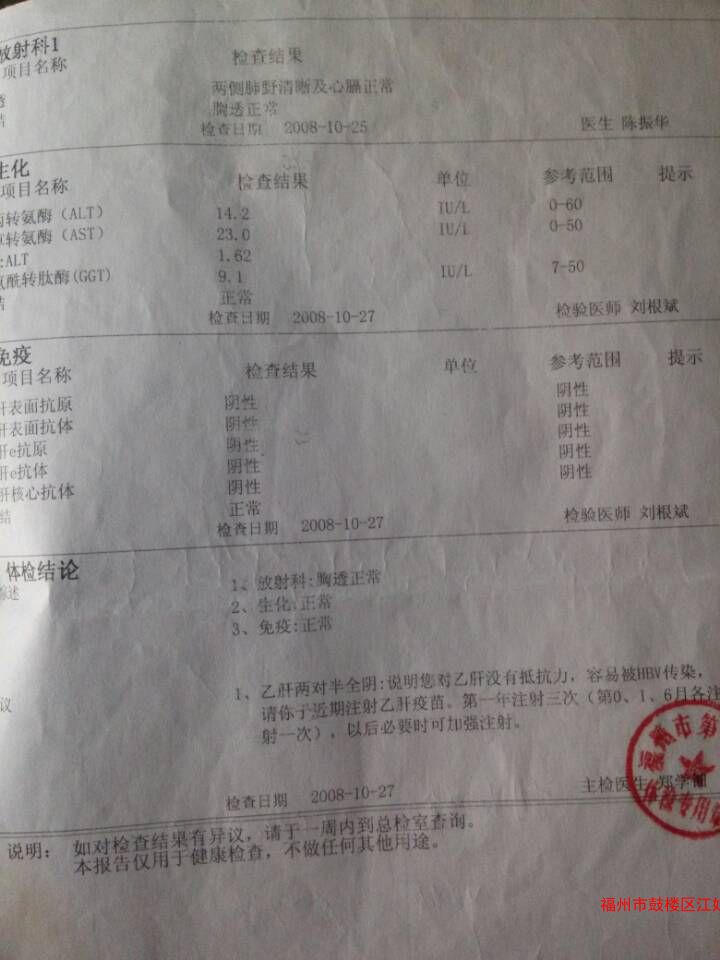 放射科1
项目名称 检查结果
两侧肺野清晰及心膈正常
胸透正常
检查日期 2008-10-25 医生 陈振华
生化
项目名称 检查结果 单位 参考范围 提示
丙转氨酶（ALT） 14.2 IU/L 0-60
转氨酶（AST） 23.0 IU/L 0-50
:ALT 1.62
氨酰转肽酶(GGT) 9.1 IU/L 7-50
结 正常
检查日期 2008-10-27 检验医师 刘根斌
免疫
项目名称 检查结果 单位 参考范围 提示
肝表面抗原 阴性 阴性
肝表面抗体 阴性 阴性
肝e抗原 阴性 阴性
肝e抗体 阴性 阴性
肝核心抗体 阴性 阴性
结 正常
检查日期 2008-10-27 检验医师 刘根斌
体检结论
综述 1、放射科:胸透正常
2、生化:正常
3、免疫:正常
议 1、乙肝两对半全阴:说明您对乙肝没有抵抗力，容易被HBV传染，
请你于近期注射乙肝疫苗。第一年注射三次（第0、1、6月各注
射一次），以后必要时可加强注射。
检查日期 2008-10-27 主检医生 郑学
福州市第
体检专用
说明： 如对检查结果有异议，请于一周内到总检室查询。
本报告仅用于健康检查，不做任何其他用途。
福州市鼓楼区江